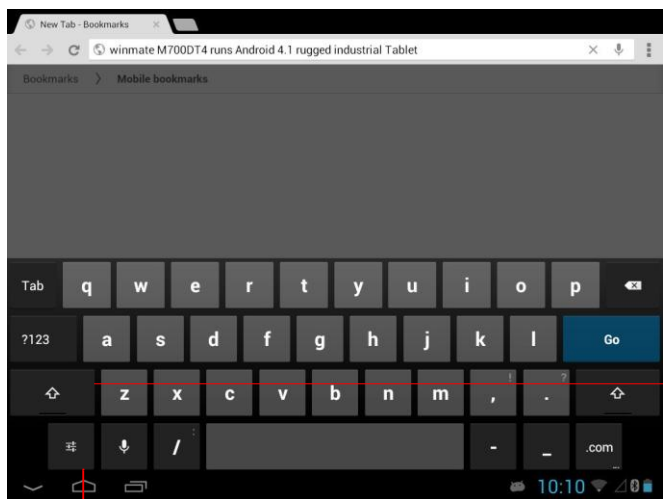 New Tab - Bookmarks
winmate M700DT4 runs Android 4.1 rugged industrial Tablet
Bookmarks > Mobile bookmarks
Tab q w e r t y u i o p
?123 a s d f g h j k l Go
z x c v b n m , ! . ?
/ : - _ .com ...
10:10